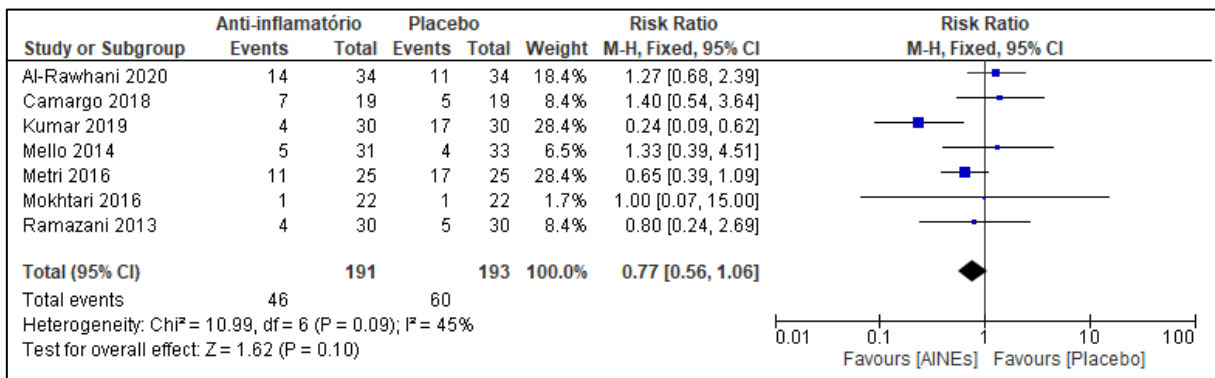 Anti-inflamatório Placebo Risk Ratio Risk Ratio
Study or Subgroup Events Total Events Total Weight M-H, Fixed, 95% CI M-H, Fixed, 95% CI
Al-Rawhani 2020 14 34 11 34 18.4% 1.27 [0.68, 2.39]
Camargo 2018 7 19 5 19 8.4% 1.40 [0.54, 3.64]
Kumar 2019 4 30 17 30 28.4% 0.24 [0.09, 0.62]
Mello 2014 5 31 4 33 6.5% 1.33 [0.39, 4.51]
Metri 2016 11 25 17 25 28.4% 0.65 [0.39, 1.09]
Mokhtari 2016 1 22 1 22 1.7% 1.00 [0.07, 15.00]
Ramazani 2013 4 30 5 30 8.4% 0.80 [0.24, 2.69]
Total (95% CI) 191 193 100.0% 0.77 [0.56, 1.06]
Total events 46 60
Heterogeneity: Chi² = 10.99, df = 6 (P = 0.09); I² = 45%
Test for overall effect: Z = 1.62 (P = 0.10)
0.01 0.1 1 10 100
Favours [AINEs] Favours [Placebo]